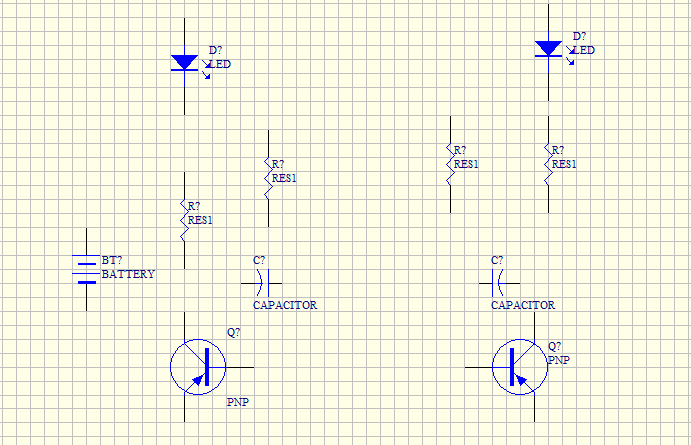 D?
LED
D?
LED
R?
RES1
R?
RES1
R?
RES1
R?
RES1
BT?
BATTERY
C?
CAPACITOR
C?
CAPACITOR
Q?
PNP
Q?
PNP